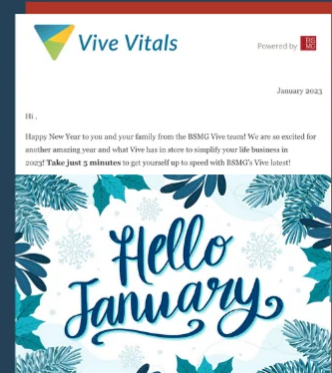 Vive Vitals
Powered by BSMG
January 2023
Hi ,
Happy New Year to you and your family from the BSMG Vive team! We are so excited for
another amazing year and what Vive has in store to simplify your life business in
2023! Take just 5 minutes to get yourself up to speed with BSMG's Vive latest!
Hello
January